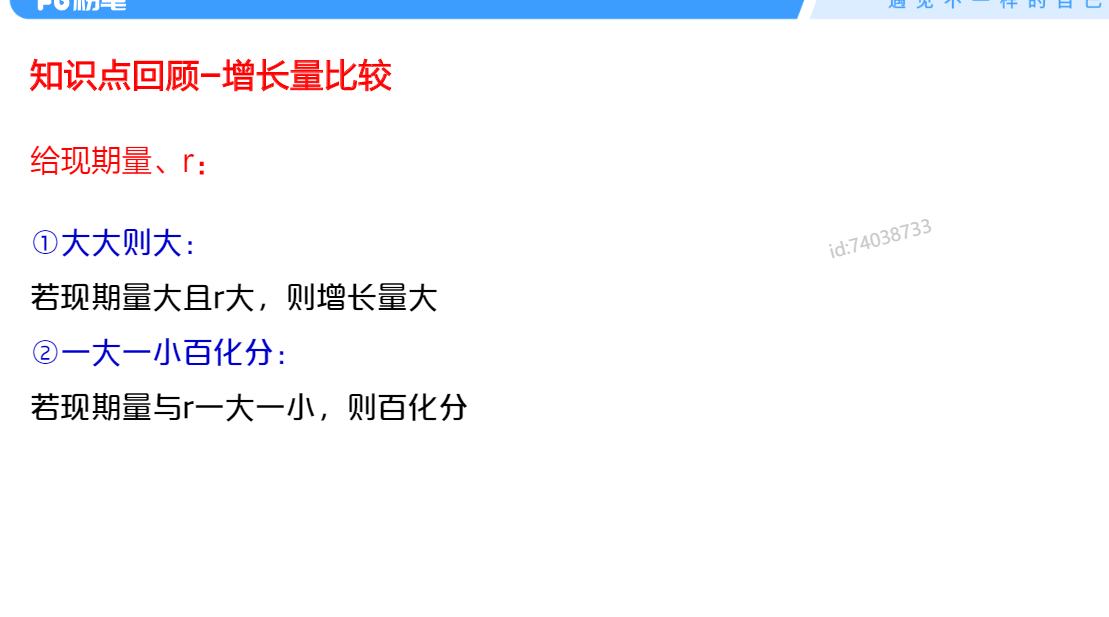 粉笔
遇见不一样的自己
知识点回顾-增长量比较
给现期量、r：
①大大则大：
id:74038733
若现期量大且r大，则增长量大
②一大一小百化分：
若现期量与r一大一小，则百化分